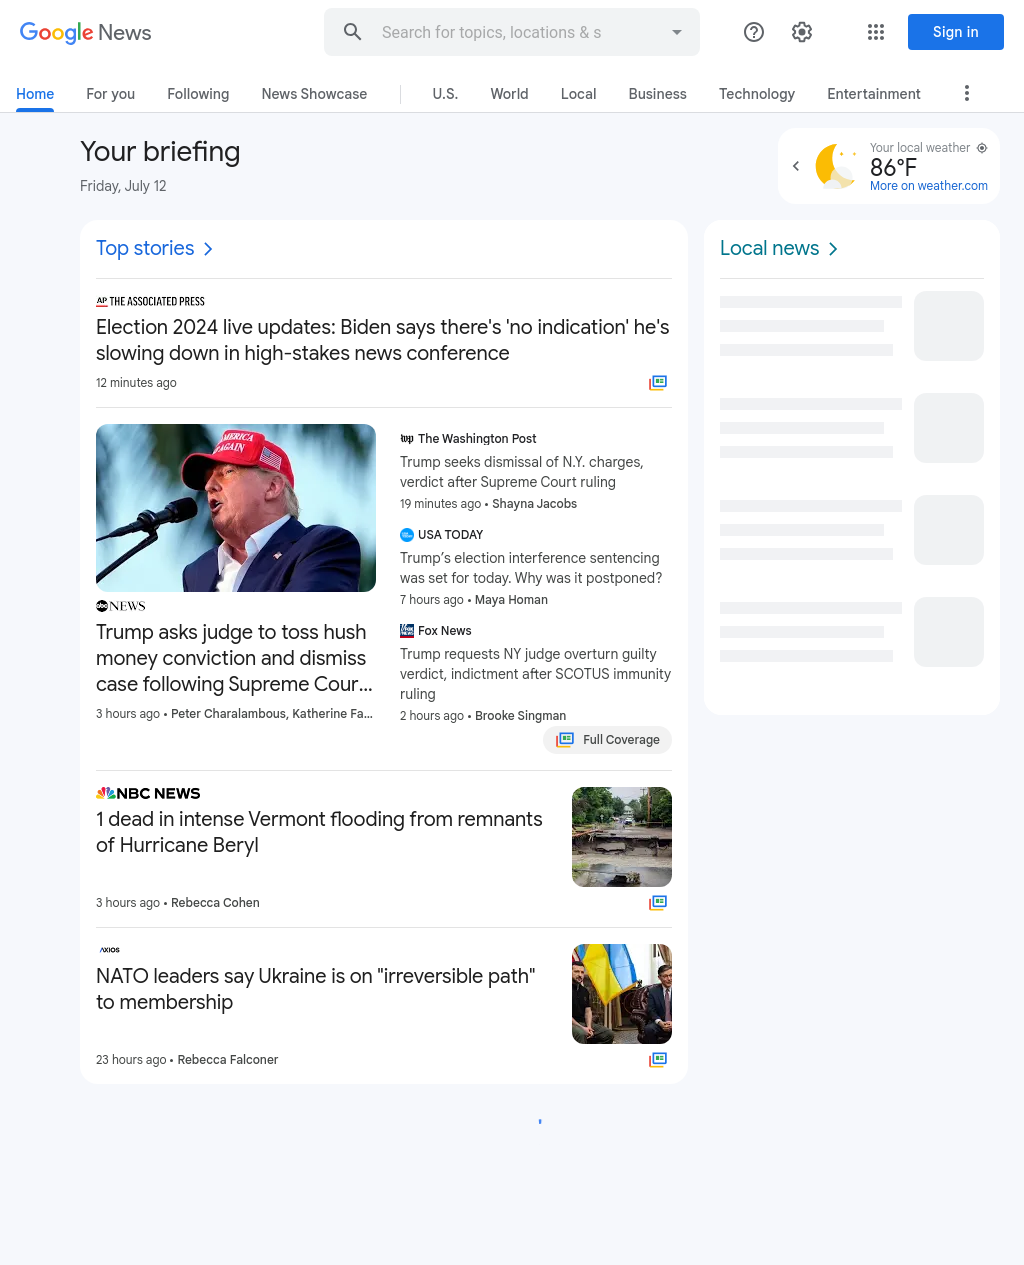 Google News
Search for topics, locations & s
Sign in
Home
For you
Following
News Showcase
U.S.
World
Local
Business
Technology
Entertainment
Your briefing
Friday, July 12
Your local weather
86°F
More on weather.com
Top stories
AP THE ASSOCIATED PRESS
Election 2024 live updates: Biden says there's 'no indication' he's
slowing down in high-stakes news conference
12 minutes ago
MERICA
AGAIN
abc NEWS
Trump asks judge to toss hush
money conviction and dismiss
case following Supreme Cour...
3 hours ago • Peter Charalambous, Katherine Fa...
wp The Washington Post
Trump seeks dismissal of N.Y. charges,
verdict after Supreme Court ruling
19 minutes ago • Shayna Jacobs
USA TODAY
Trump’s election interference sentencing
was set for today. Why was it postponed?
7 hours ago • Maya Homan
Fox News
Trump requests NY judge overturn guilty
verdict, indictment after SCOTUS immunity
ruling
2 hours ago • Brooke Singman
Full Coverage
NBC NEWS
1 dead in intense Vermont flooding from remnants
of Hurricane Beryl
3 hours ago • Rebecca Cohen
AXIOS
NATO leaders say Ukraine is on "irreversible path"
to membership
23 hours ago • Rebecca Falconer
Local news